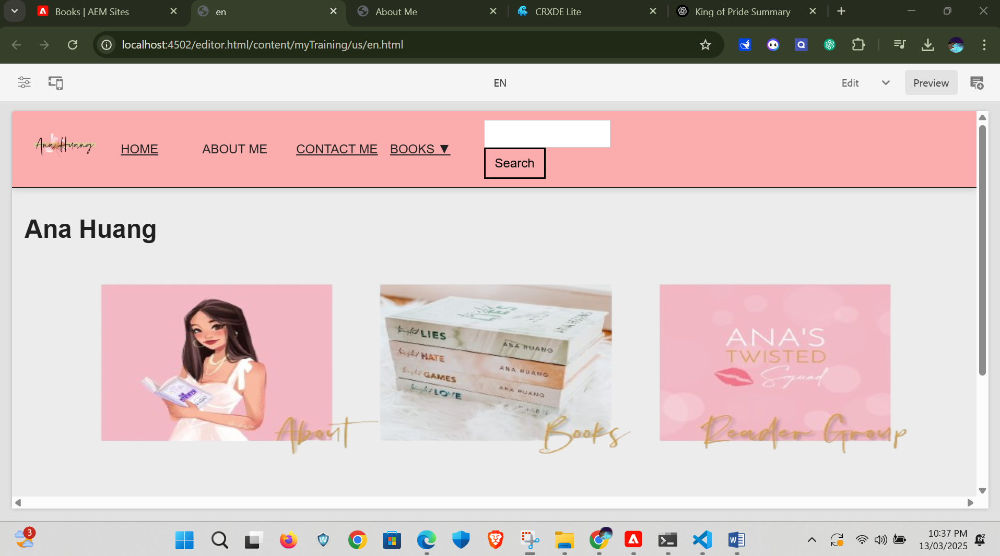 Books | AEM Sites
en
About Me
CRXDE Lite
King of Pride Summary
localhost:4502/editor.html/content/myTraining/us/en.html
EN
Edit
Preview
Ana Huang
HOME
ABOUT ME
CONTACT ME
BOOKS ▼
Search
Ana Huang
twisted LIES
ANA HUANG
twisted HATE
ANA HUANG
twisted GAMES
ANA HUANG
twisted LOVE
ANA'S
TWISTED
Squad
About
Books
Reader Group
3
10:37 PM
13/03/2025